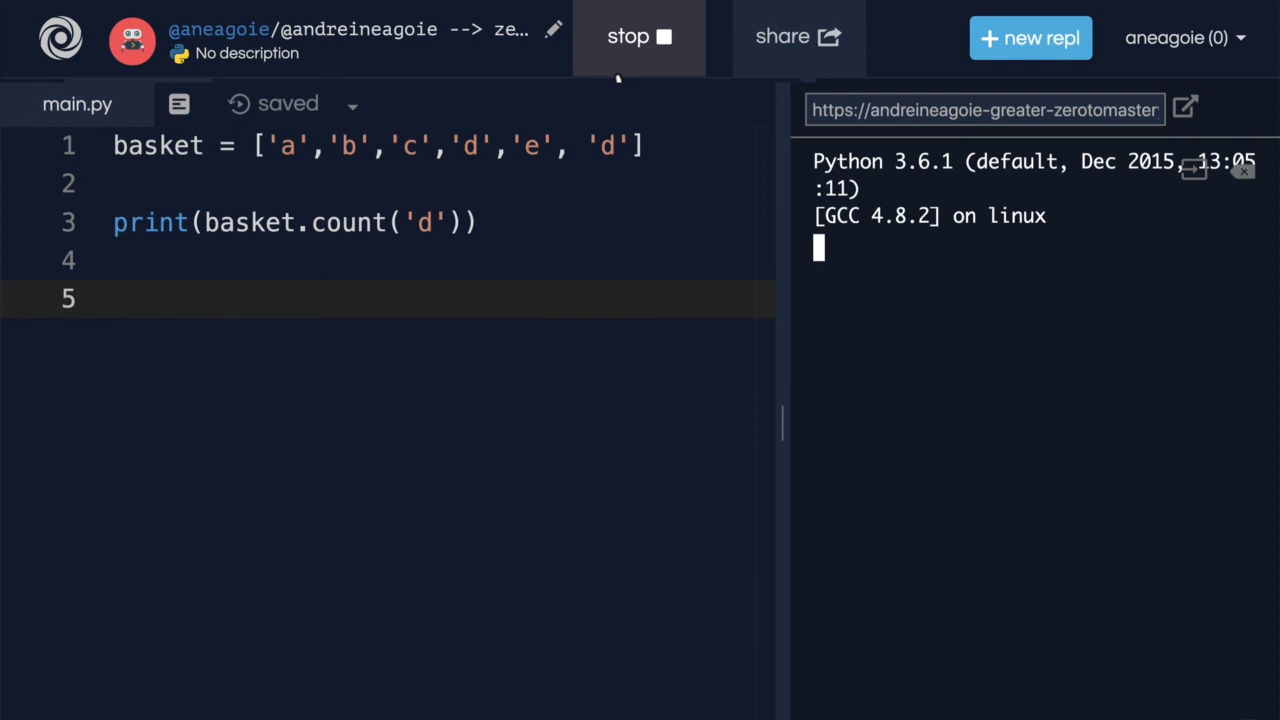 @aneagoie/@andreineagoie --> ze...
No description
stop
share
+ new repl
aneagoie (0)
main.py
saved
https://andreineagoie-greater-zerotomaster
1 basket = ['a','b','c','d','e', 'd']
2
3 print(basket.count('d'))
4
5
Python 3.6.1 (default, Dec 2015, 13:05
:11)
[GCC 4.8.2] on linux